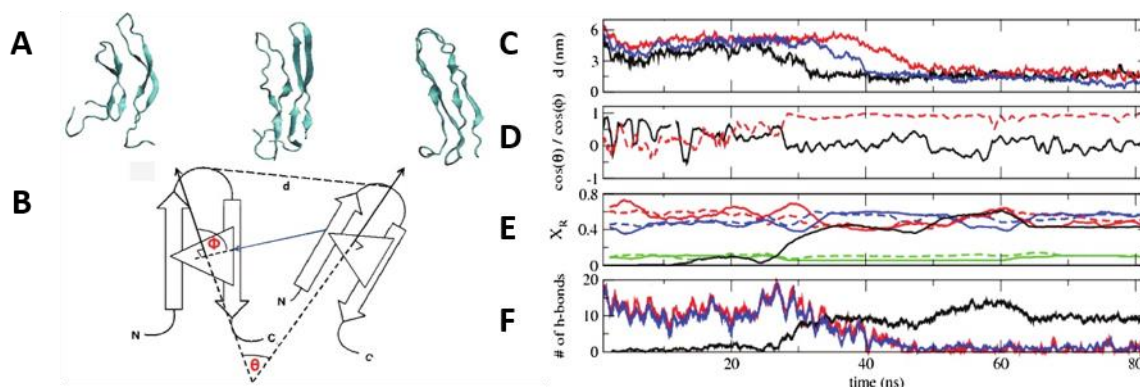 A
B
d
Φ
θ
N
C
N
C
C
d (nm)
6
3
0
D
cos(θ) / cos(ϕ)
1
0
-1
E
X_R
0.8
0.4
0
F
# of h-bonds
20
10
0
20
40
60
80
time (ns)